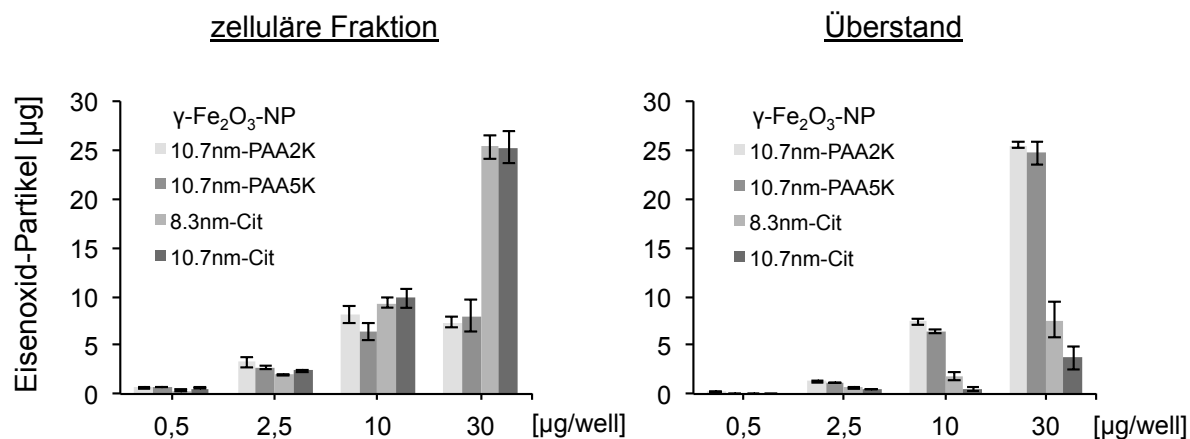 zelluläre Fraktion
Eisenoxid-Partikel [µg]
30
25
20
15
10
5
0
γ-Fe₂O₃-NP
10.7nm-PAA2K
10.7nm-PAA5K
8.3nm-Cit
10.7nm-Cit
0,5 2,5 10 30 [µg/well]
Überstand
30
25
20
15
10
5
0
γ-Fe₂O₃-NP
10.7nm-PAA2K
10.7nm-PAA5K
8.3nm-Cit
10.7nm-Cit
0,5 2,5 10 30 [µg/well]